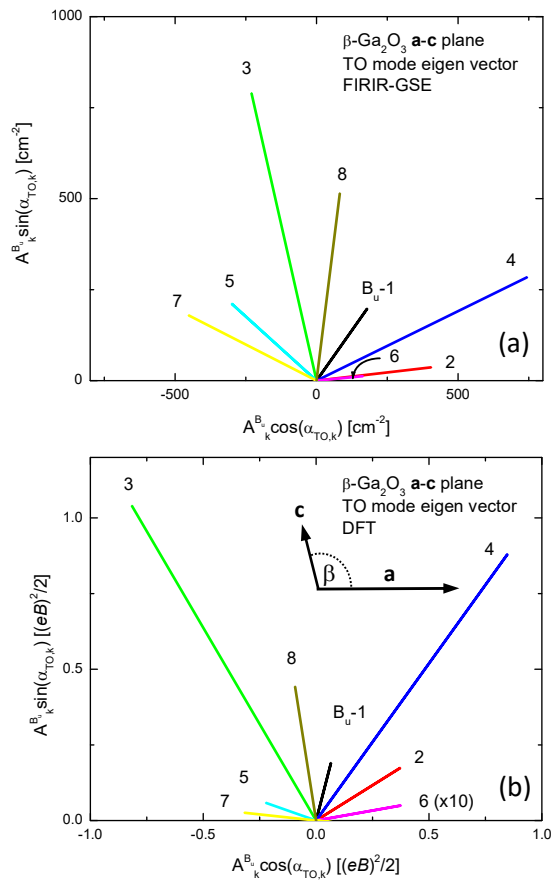 1000
β-Ga₂O₃ a-c plane
TO mode eigen vector
FIRIR-GSE
3
8
500
B_u-1
4
5
7
6
2
(a)
0
-500
0
500
A^{B_u}_k sin(α_{TO,k}) [cm⁻²]
A^{B_u}_k cos(α_{TO,k}) [cm⁻²]
β-Ga₂O₃ a-c plane
TO mode eigen vector
DFT
3
c
β
a
4
1.0
8
0.5
B_u-1
2
5
7
6 (x10)
(b)
0.0
-1.0
-0.5
0.0
0.5
1.0
A^{B_u}_k sin(α_{TO,k}) [(eB)²/2]
A^{B_u}_k cos(α_{TO,k}) [(eB)²/2]